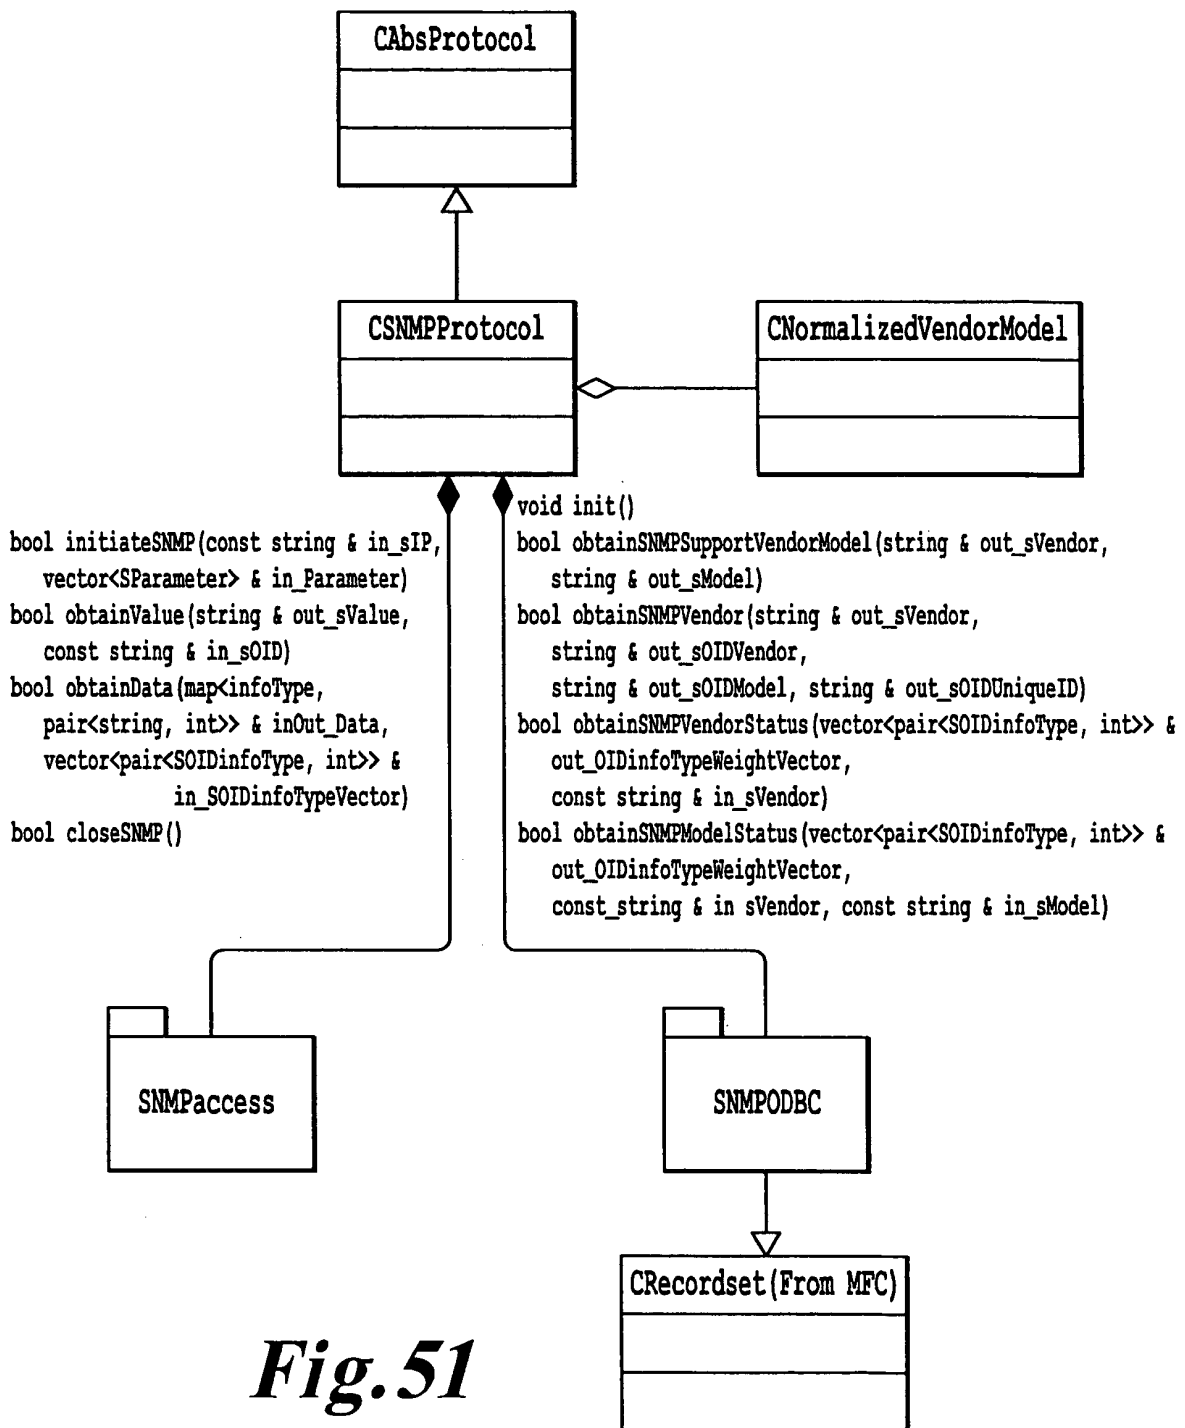 CAbsProtocol
CSNMPProtocol
CNormalizedVendorModel
bool initiateSNMP(const string & in_sIP,
vector<SParameter> & in_Parameter)
bool obtainValue(string & out_sValue,
const string & in_sOID)
bool obtainData(map<infoType,
pair<string, int>> & inOut_Data,
vector<pair<SOIDinfoType, int>> &
in_SOIDinfoTypeVector)
bool closeSNMP()
void init()
bool obtainSNMPSupportVendorModel(string & out_sVendor,
string & out_sModel)
bool obtainSNMPVendor(string & out_sVendor,
string & out_sOIDVendor,
string & out_sOIDModel, string & out_sOIDUniqueID)
bool obtainSNMPVendorStatus(vector<pair<SOIDinfoType, int>> &
out_OIDinfoTypeWeightVector,
const string & in_sVendor)
bool obtainSNMPModelStatus(vector<pair<SOIDinfoType, int>> &
out_OIDinfoTypeWeightVector,
const_string & in sVendor, const string & in_sModel)
SNMPaccess
SNMPODBC
CRecordset(From MFC)
Fig.51